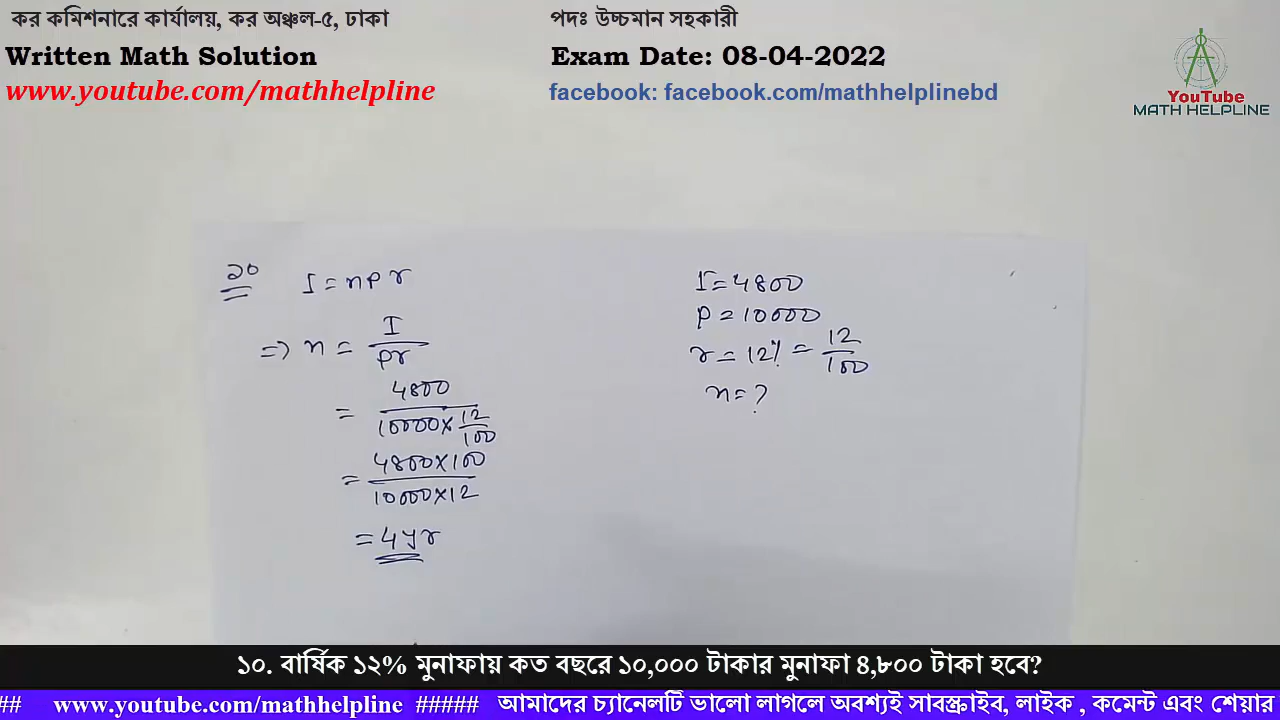 কর কমিশনারে কার্যালয়, কর অঞ্চল-৫, ঢাকা
পদঃ উচ্চমান সহকারী
Written Math Solution
Exam Date: 08-04-2022
www.youtube.com/mathhelpline
facebook: facebook.com/mathhelplinebd
YouTube
MATH HELPLINE
১০
I = npr
⇒ n = I/pr
= 4800/(10000×12/100)
= 4800×100/10000×12
= 4yr
I = 4800
P = 10000
r = 12% = 12/100
n = ?
১০. বার্ষিক ১২% মুনাফায় কত বছরে ১০,০০০ টাকার মুনাফা ৪,৮০০ টাকা হবে?
## www.youtube.com/mathhelpline ##### আমাদের চ্যানেলটি ভালো লাগলে অবশ্যই সাবস্ক্রাইব, লাইক , কমেন্ট এবং শেয়ার